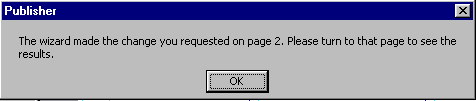 Publisher
The wizard made the change you requested on page 2. Please turn to that page to see the
results.
OK